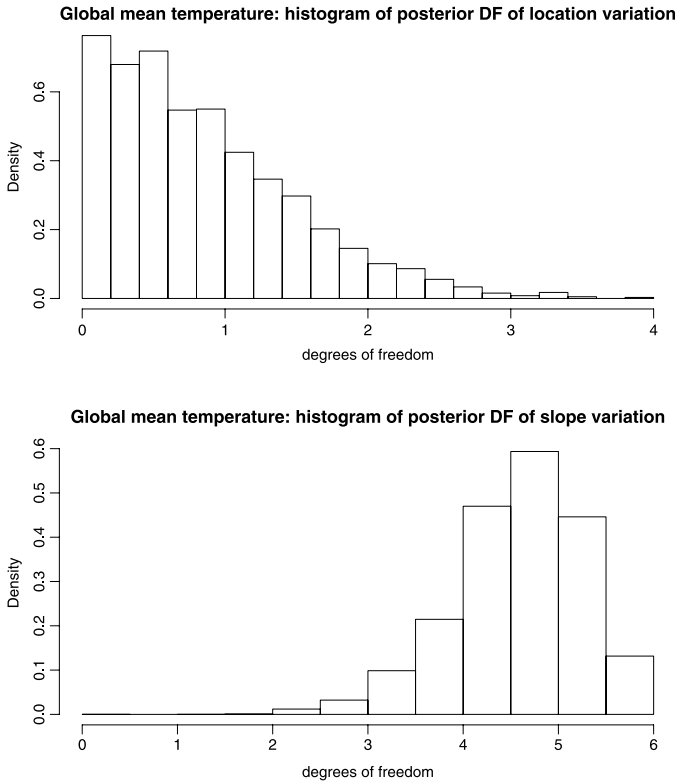 Global mean temperature: histogram of posterior DF of location variation
Density
0.0 0.2 0.4 0.6
0 1 2 3 4
degrees of freedom
Global mean temperature: histogram of posterior DF of slope variation
Density
0.0 0.1 0.2 0.3 0.4 0.5 0.6
0 1 2 3 4 5 6
degrees of freedom